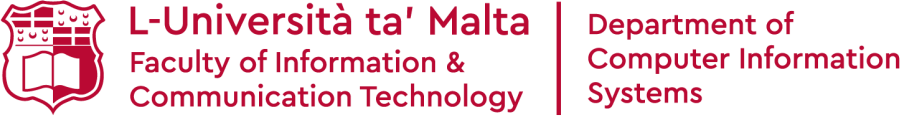 L-Università ta' Malta
Faculty of Information &
Communication Technology
Department of
Computer Information
Systems